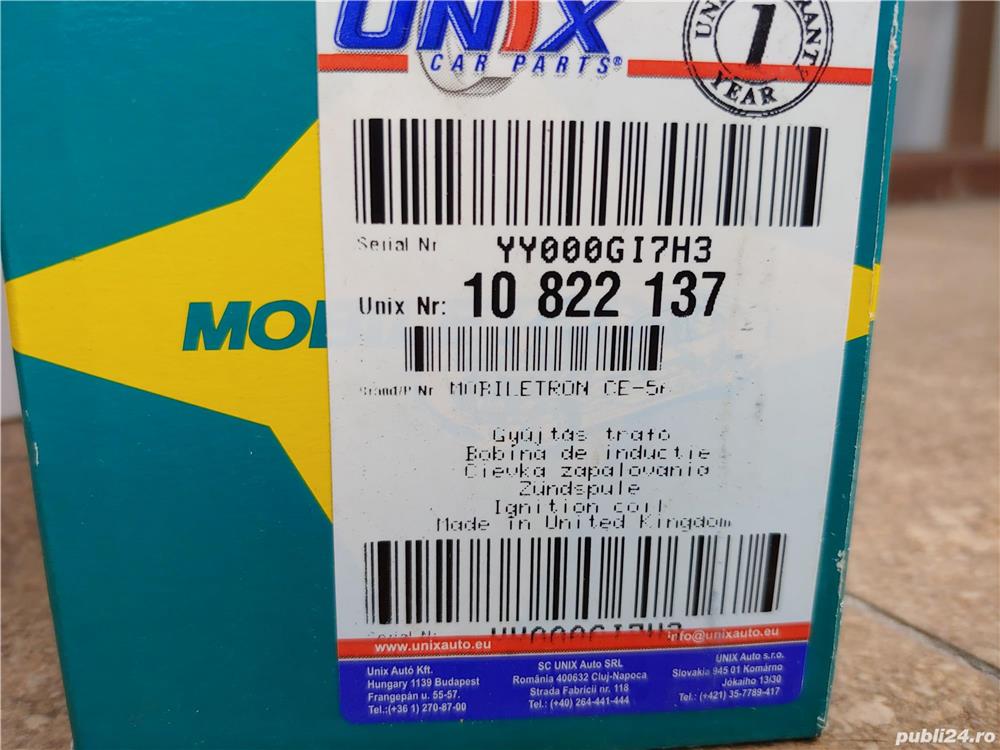 UNIX
CAR PARTS®
1
YEAR
Serial Nr
YY000GI7H3
Unix Nr: 10 822 137
MOBILETRON
Gyújtás trafó
Bobina de inductie
Cievka zapalovania
Zündspule
Ignition coil
Made in United Kingdom
YY000GI7H3
www.unixauto.eu
info@unixauto.eu
Unix Autó Kft.
Hungary 1139 Budapest
Frangepán u. 55-57.
Tel.:(+36 1) 270-87-00
SC UNIX Auto SRL
România 400632 Cluj-Napoca
Strada Fabricii nr. 118
Tel.: (+40) 264-441-444
UNIX Auto s.r.o.
Slovakia 945 01 Komárno
Jókaiho 13/30
Tel.: (+421) 35-7789-417
publi24.ro